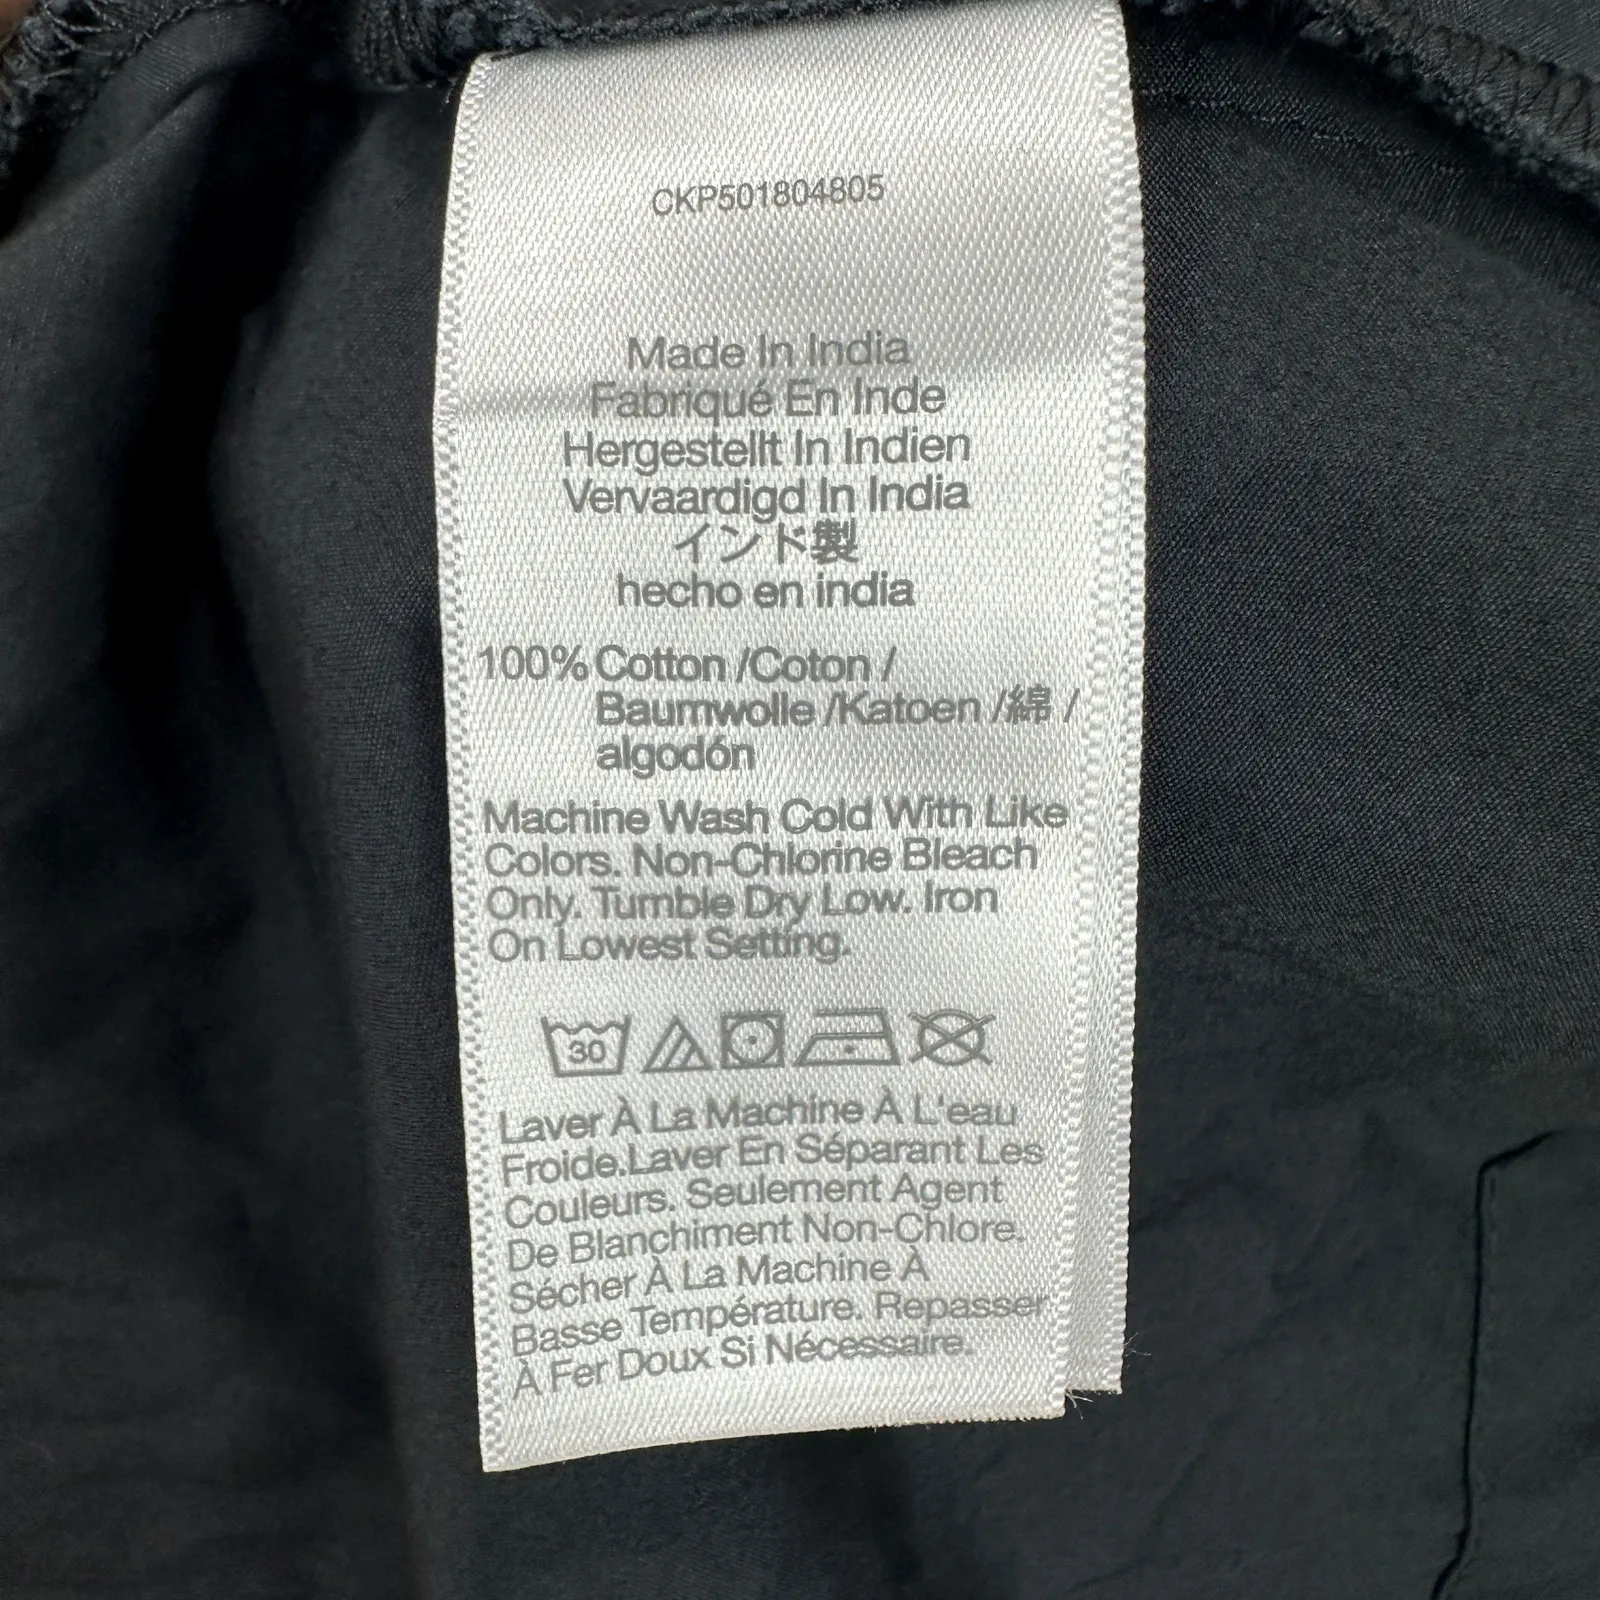 CKP501804805
Made In India
Fabriqué En Inde
Hergestellt In Indien
Vervaardigd In India
インド製
hecho en india
100% Cotton /Coton /
Baumwolle /Katoen /綿 /
algodón
Machine Wash Cold With Like
Colors. Non-Chlorine Bleach
Only. Tumble Dry Low. Iron
On Lowest Setting.
30
Laver À La Machine À L'eau
Froide.Laver En Séparant Les
Couleurs. Seulement Agent
De Blanchiment Non-Chlore.
Sécher À La Machine À
Basse Température. Repasser
À Fer Doux Si Nécessaire.